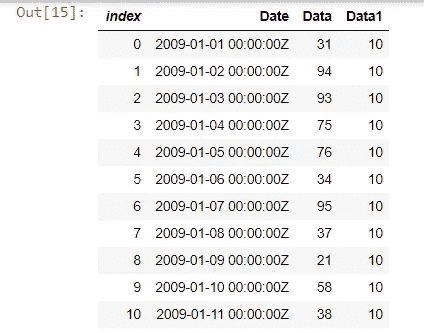 Out[15]: index Date Data Data1
0 2009-01-01 00:00:00Z 31 10
1 2009-01-02 00:00:00Z 94 10
2 2009-01-03 00:00:00Z 93 10
3 2009-01-04 00:00:00Z 75 10
4 2009-01-05 00:00:00Z 76 10
5 2009-01-06 00:00:00Z 34 10
6 2009-01-07 00:00:00Z 95 10
7 2009-01-08 00:00:00Z 37 10
8 2009-01-09 00:00:00Z 21 10
9 2009-01-10 00:00:00Z 58 10
10 2009-01-11 00:00:00Z 38 10